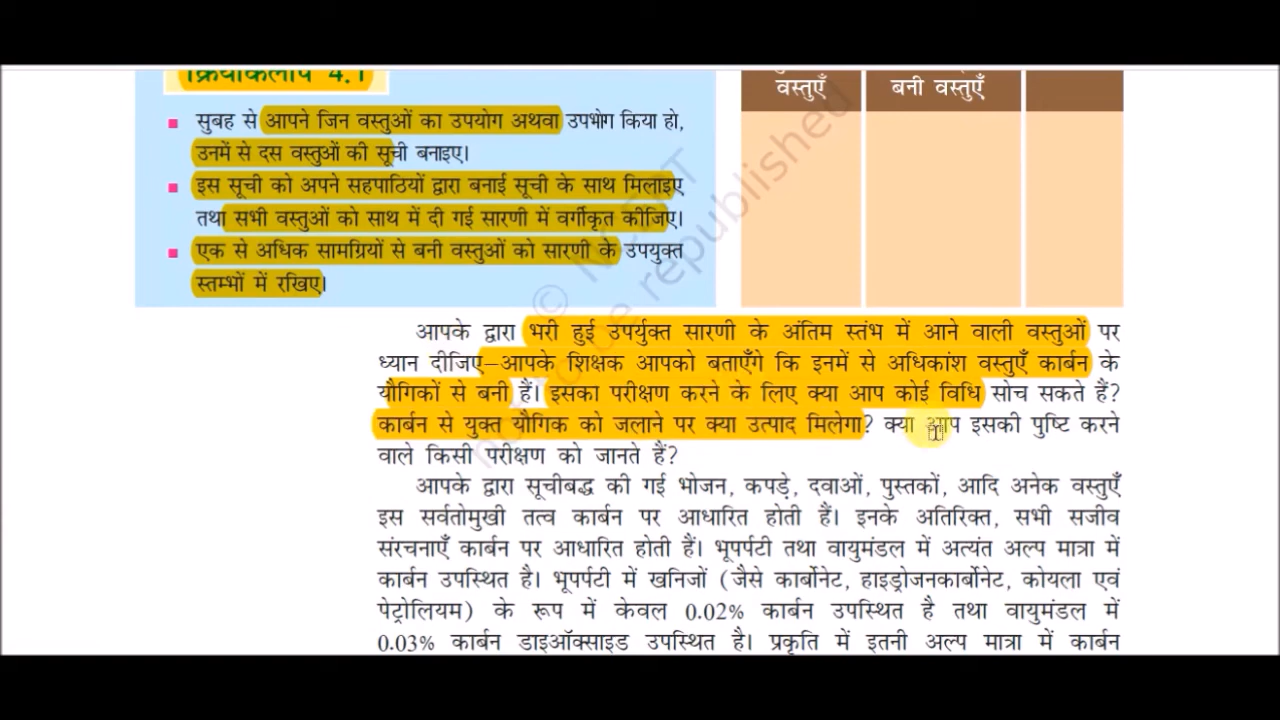 क्रियाकलाप 4.1
सुबह से आपने जिन वस्तुओं का उपयोग अथवा उपभोग किया हो,
उनमें से दस वस्तुओं की सूची बनाइए।
इस सूची को अपने सहपाठियों द्वारा बनाई सूची के साथ मिलाइए
तथा सभी वस्तुओं को साथ में दी गई सारणी में वर्गीकृत कीजिए।
एक से अधिक सामग्रियों से बनी वस्तुओं को सारणी के उपयुक्त
स्तम्भों में रखिए।
वस्तुएँ
बनी वस्तुएँ
आपके द्वारा भरी हुई उपर्युक्त सारणी के अंतिम स्तंभ में आने वाली वस्तुओं पर
ध्यान दीजिए–आपके शिक्षक आपको बताएँगे कि इनमें से अधिकांश वस्तुएँ कार्बन के
यौगिकों से बनी हैं। इसका परीक्षण करने के लिए क्या आप कोई विधि सोच सकते हैं?
कार्बन से युक्त यौगिक को जलाने पर क्या उत्पाद मिलेगा? क्या आप इसकी पुष्टि करने
वाले किसी परीक्षण को जानते हैं?
आपके द्वारा सूचीबद्ध की गई भोजन, कपड़े, दवाओं, पुस्तकों, आदि अनेक वस्तुएँ
इस सर्वतोमुखी तत्व कार्बन पर आधारित होती हैं। इनके अतिरिक्त, सभी सजीव
संरचनाएँ कार्बन पर आधारित होती हैं। भूपर्पटी तथा वायुमंडल में अत्यंत अल्प मात्रा में
कार्बन उपस्थित है। भूपर्पटी में खनिजों (जैसे कार्बोनेट, हाइड्रोजनकार्बोनेट, कोयला एवं
पेट्रोलियम) के रूप में केवल 0.02% कार्बन उपस्थित है तथा वायुमंडल में
0.03% कार्बन डाइऑक्साइड उपस्थित है। प्रकृति में इतनी अल्प मात्रा में कार्बन
© NCERT
republished